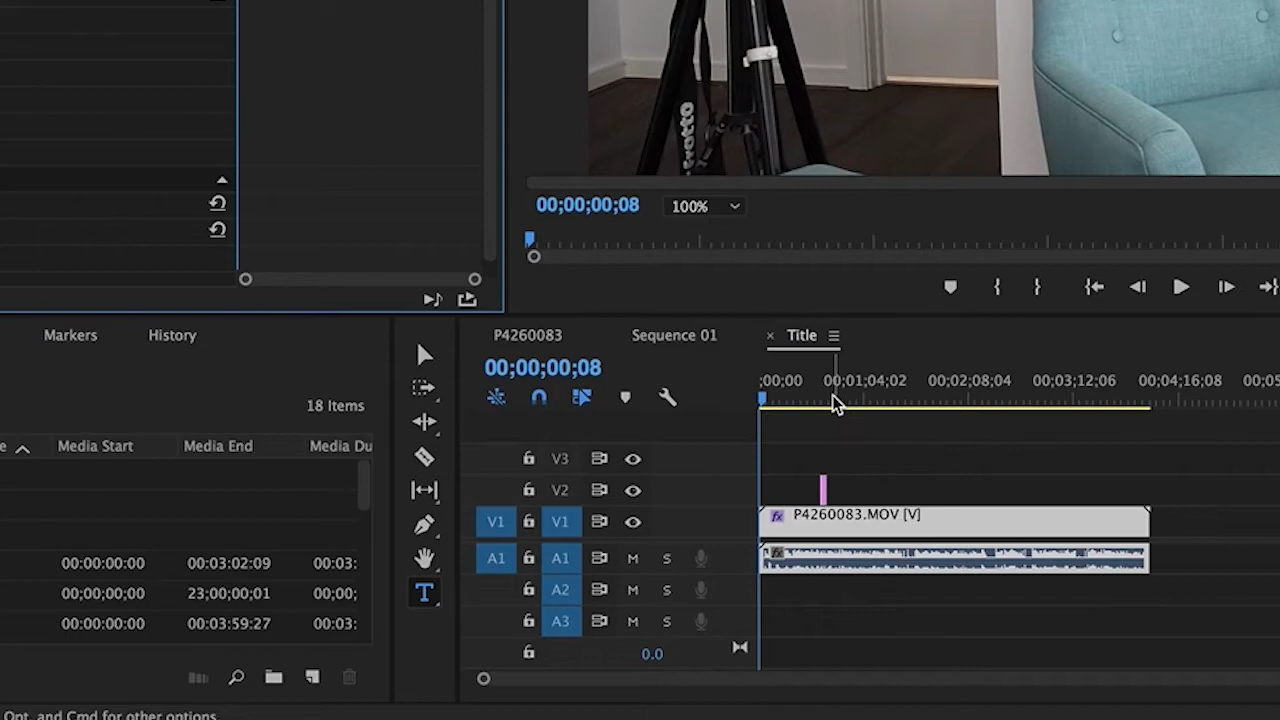 fratto
00;00;00;08
100%
Markers
History
P4260083
Sequence 01
× Title
00;00;00;08
;00;00
00;01;04;02
00;02;08;04
00;03;12;06
00;04;16;08
00;05
18 Items
e
Media Start
Media End
Media Du
V3
V2
fx P4260083.MOV [V]
V1
V1
00:00:00:00
00:03:02:09
00:03:
A1
A1
M
S
fx
00;00;00;00
23;00;00;01
00;00;
T
A2
M
S
00:00:00:00
00:03:59:27
00:03:
A3
M
S
0.0
Opt, and Cmd for other options.